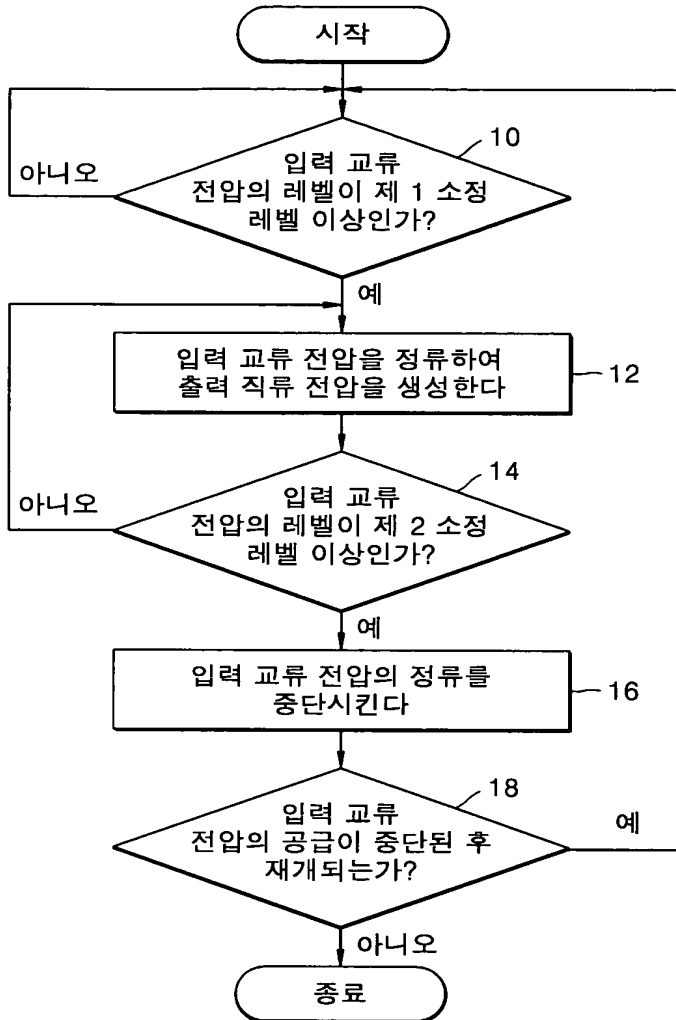 시작
10
입력 교류
전압의 레벨이 제 1 소정
레벨 이상인가?
아니오
예
입력 교류 전압을 정류하여
출력 직류 전압을 생성한다
12
14
입력 교류
전압의 레벨이 제 2 소정
레벨 이상인가?
아니오
예
입력 교류 전압의 정류를
중단시킨다
16
18
입력 교류
전압의 공급이 중단된 후
재개되는가?
예
아니오
종료